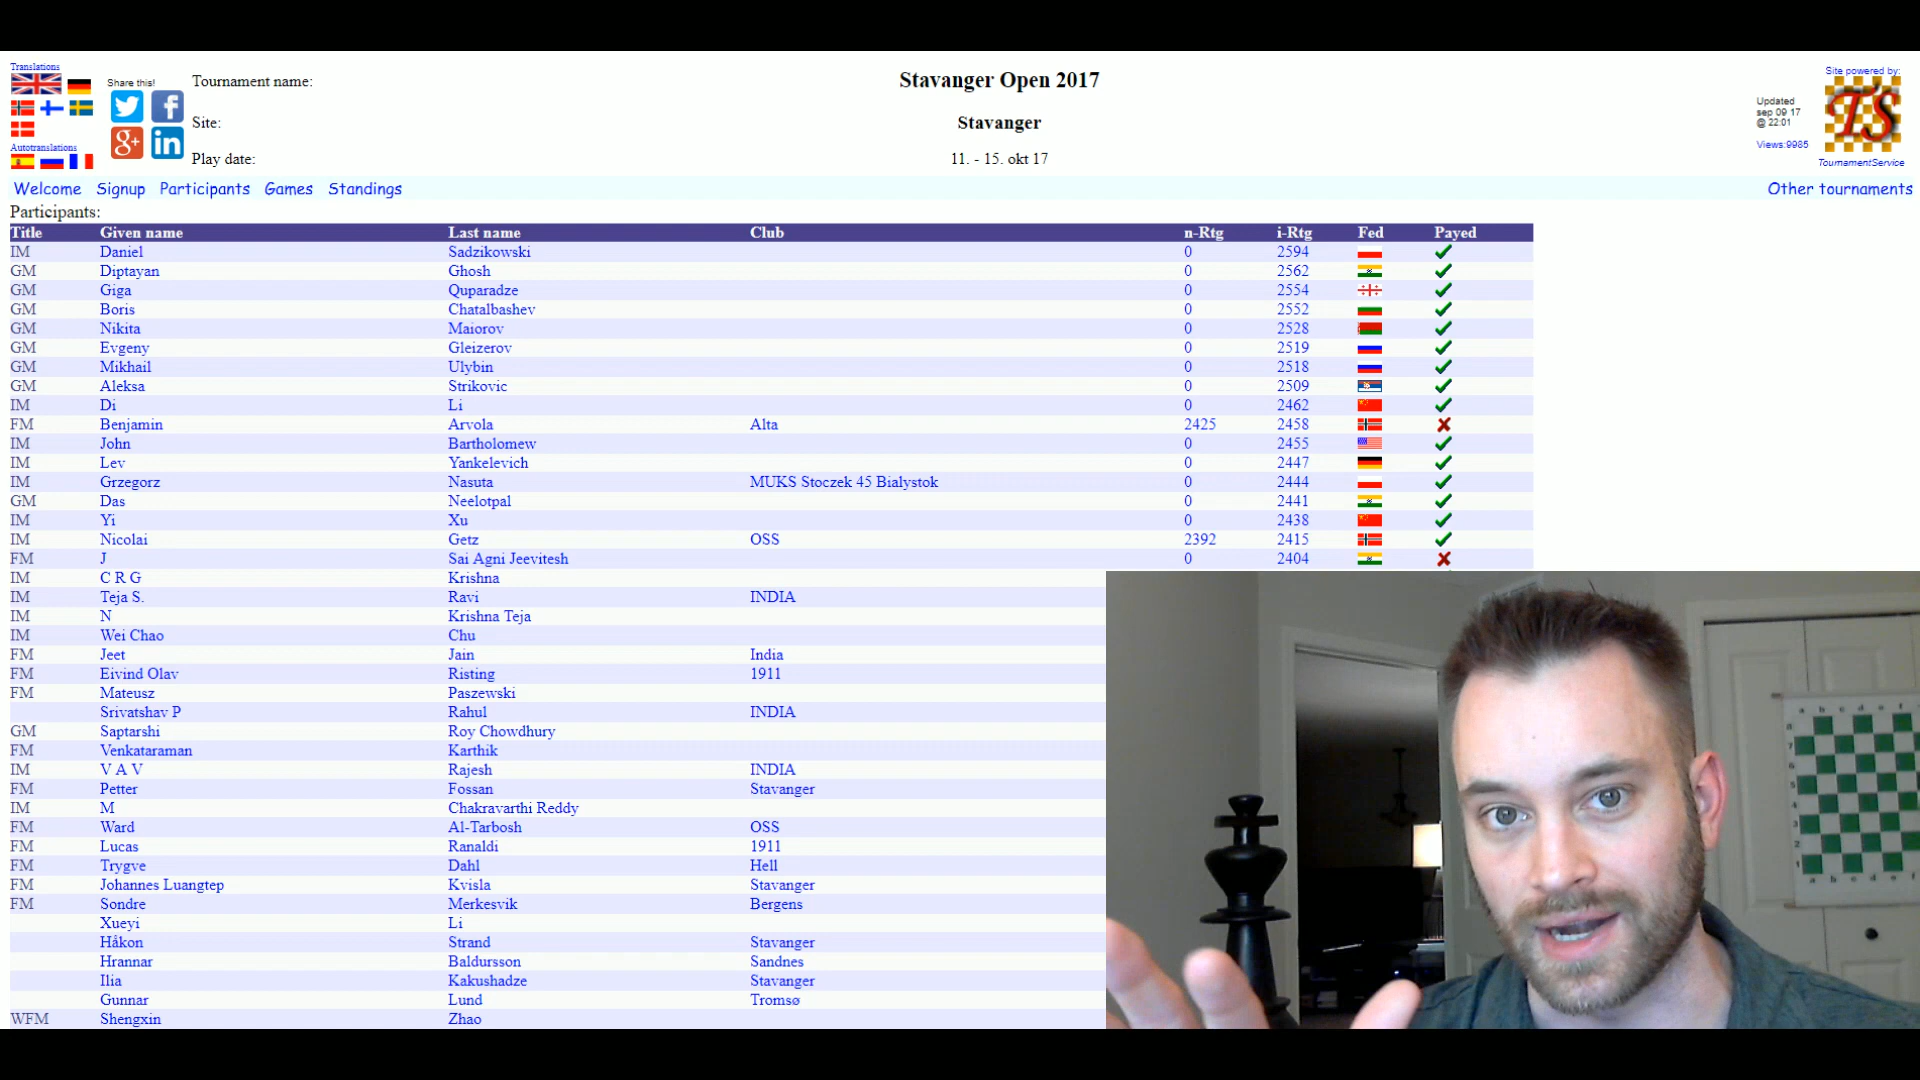 Translations
Share this!
Autotranslations
Tournament name: Stavanger Open 2017
Site: Stavanger
Play date: 11. - 15. okt 17
Updated
sep 09 17
@ 22:01
Views:9985
Site powered by:
TS
TournamentService
Welcome Signup Participants Games Standings Other tournaments
Participants:
Title Given name Last name Club n-Rtg i-Rtg Fed Payed
IM Daniel Sadzikowski 0 2594
GM Diptayan Ghosh 0 2562
GM Giga Quparadze 0 2554
GM Boris Chatalbashev 0 2552
GM Nikita Maiorov 0 2528
GM Evgeny Gleizerov 0 2519
GM Mikhail Ulybin 0 2518
GM Aleksa Strikovic 0 2509
IM Di Li 0 2462
FM Benjamin Arvola Alta 2425 2458
IM John Bartholomew 0 2455
IM Lev Yankelevich 0 2447
IM Grzegorz Nasuta MUKS Stoczek 45 Bialystok 0 2444
GM Das Neelotpal 0 2441
IM Yi Xu 0 2438
IM Nicolai Getz OSS 2392 2415
FM J Sai Agni Jeevitesh 0 2404
IM C R G Krishna
IM Teja S. Ravi INDIA
IM N Krishna Teja
IM Wei Chao Chu
FM Jeet Jain India
FM Eivind Olav Risting 1911
FM Mateusz Paszewski
Srivatshav P Rahul INDIA
GM Saptarshi Roy Chowdhury
FM Venkataraman Karthik
IM V A V Rajesh INDIA
FM Petter Fossan Stavanger
IM M Chakravarthi Reddy
FM Ward Al-Tarbosh OSS
FM Lucas Ranaldi 1911
FM Trygve Dahl Hell
FM Johannes Luangtep Kvisla Stavanger
FM Sondre Merkesvik Bergens
Xueyi Li
Håkon Strand Stavanger
Hrannar Baldursson Sandnes
Ilia Kakushadze Stavanger
Gunnar Lund Tromsø
WFM Shengxin Zhao